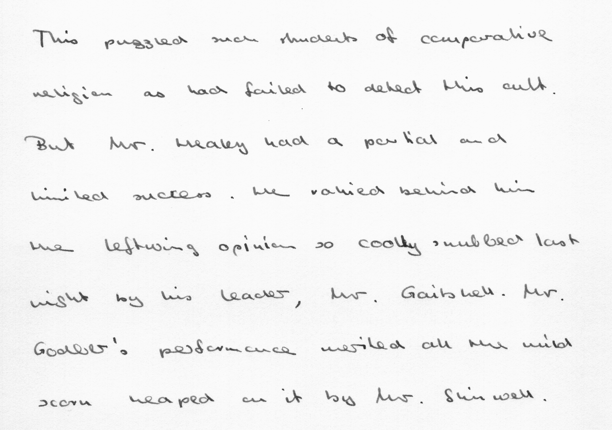 This puzzled such students of comparative
religion as had failed to detect this cult.
But Mr. Healey had a partial and
limited success. He rallied behind him
the leftwing opinion so coolly snubbed last
night by his leader, Mr. Gaitskell. Mr.
Godber's performance merited all the mild
scorn heaped on it by Mr. Shinwell.